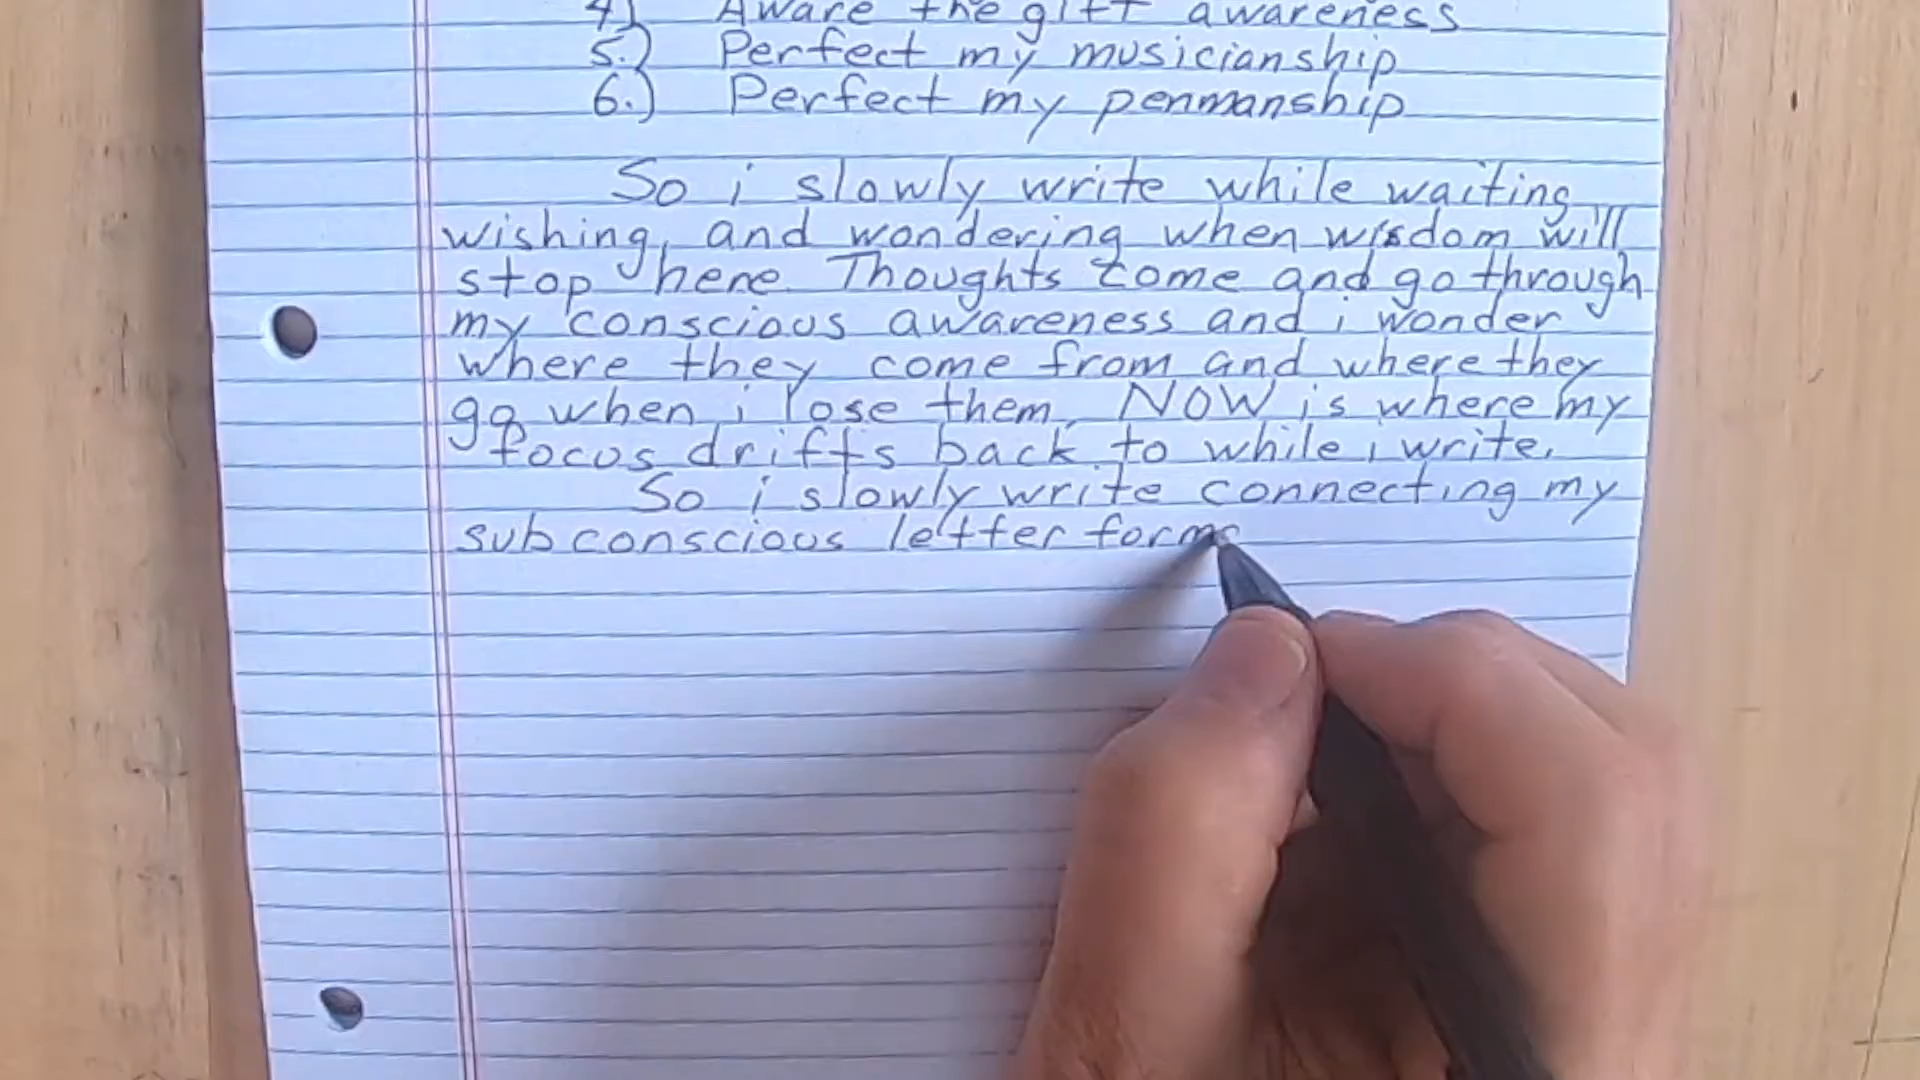 4.) Aware the gift awareness
5.) Perfect my musicianship
6.) Perfect my penmanship
So i slowly write while waiting
wishing, and wondering when wisdom will
stop here. Thoughts come and go through
my conscious awareness and i wonder
where they come from and where they
go when i lose them. NOW is where my
focus drifts back to while i write.
So i slowly write connecting my
subconscious letter forms